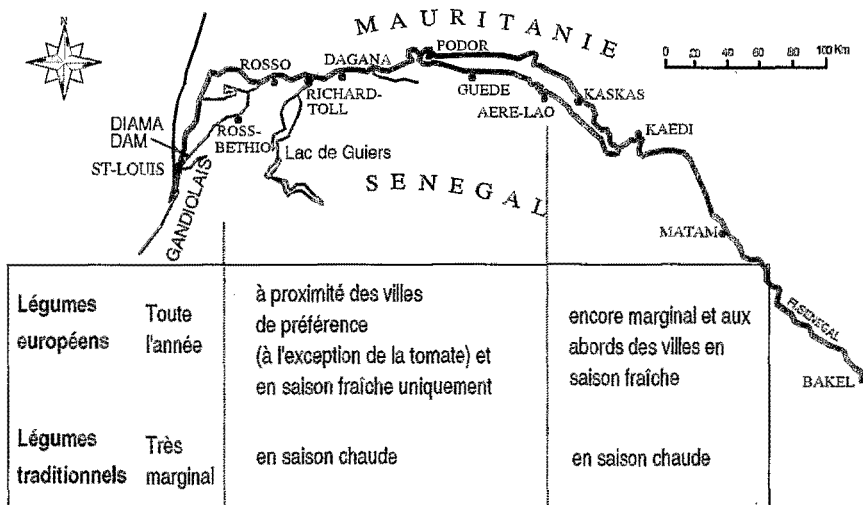 N
MAURITANIE
0 20 40 60 80 100 Km
PODOR
DAGANA
ROSSO
RICHARD-
TOLL
GUEDE
KASKAS
AERE-LAO
KAEDI
DIAMA
DAM
ROSS-
BETHIO
ST-LOUIS
Lac de Guiers
GANDIOLAIS
SENEGAL
MATAM
Fl.SENEGAL
BAKEL
Légumes
européens
Toute
l'année
à proximité des villes
de préférence
(à l'exception de la tomate) et
en saison fraîche uniquement
encore marginal et aux
abords des villes en
saison fraîche
Légumes
traditionnels
Très
marginal
en saison chaude
en saison chaude